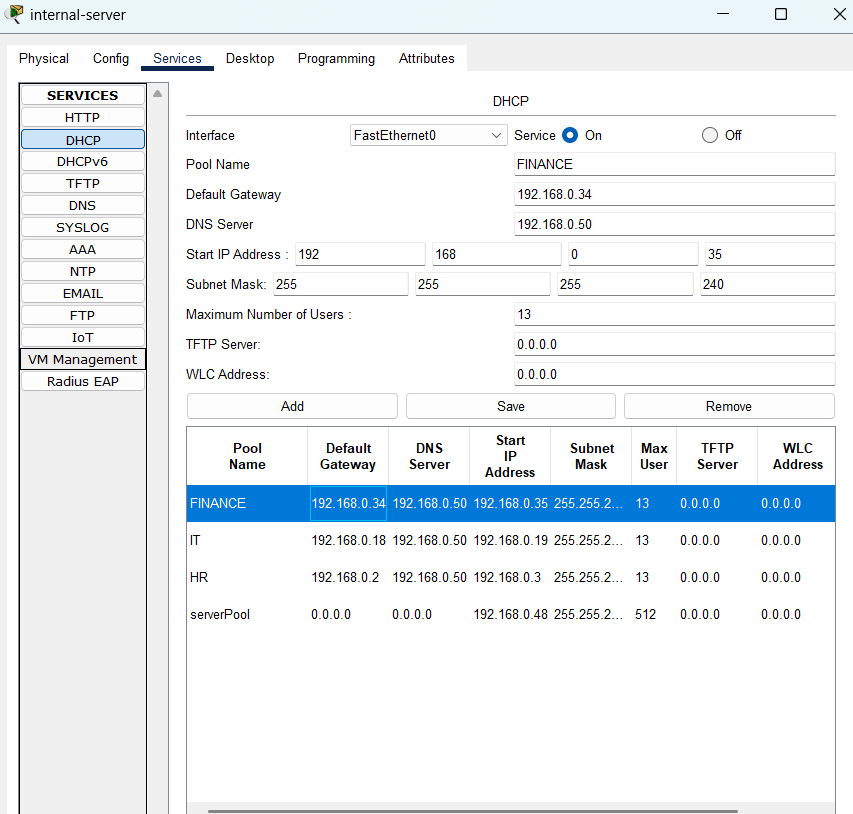 internal-server
Physical Config Services Desktop Programming Attributes
SERVICES
HTTP
DHCP
DHCPv6
TFTP
DNS
SYSLOG
AAA
NTP
EMAIL
FTP
IoT
VM Management
Radius EAP
DHCP
Interface FastEthernet0 Service On Off
Pool Name FINANCE
Default Gateway 192.168.0.34
DNS Server 192.168.0.50
Start IP Address : 192 168 0 35
Subnet Mask: 255 255 255 240
Maximum Number of Users : 13
TFTP Server: 0.0.0.0
WLC Address: 0.0.0.0
Add Save Remove
Pool Name Default Gateway DNS Server Start IP Address Subnet Mask Max User TFTP Server WLC Address
FINANCE 192.168.0.34 192.168.0.50 192.168.0.35 255.255.2... 13 0.0.0.0 0.0.0.0
IT 192.168.0.18 192.168.0.50 192.168.0.19 255.255.2... 13 0.0.0.0 0.0.0.0
HR 192.168.0.2 192.168.0.50 192.168.0.3 255.255.2... 13 0.0.0.0 0.0.0.0
serverPool 0.0.0.0 0.0.0.0 192.168.0.48 255.255.2... 512 0.0.0.0 0.0.0.0